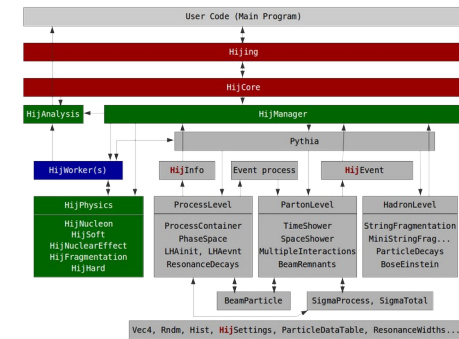 User Code (Main Program)
Hijing
HijCore
HijAnalysis
HijManager
Pythia
HijWorker(s)
HijInfo
Event process
HijEvent
HijPhysics
HijNucleon
HijSoft
HijNuclearEffect
HijFragmentation
HijHard
ProcessLevel
ProcessContainer
PhaseSpace
LHAinit, LHAevnt
ResonanceDecays
PartonLevel
TimeShower
SpaceShower
MultipleInteractions
BeamRemnants
HadronLevel
StringFragmentation
MiniStringFrag...
ParticleDecays
BoseEinstein
BeamParticle
SigmaProcess, SigmaTotal
Vec4, Rndm, Hist, HijSettings, ParticleDataTable, ResonanceWidths...